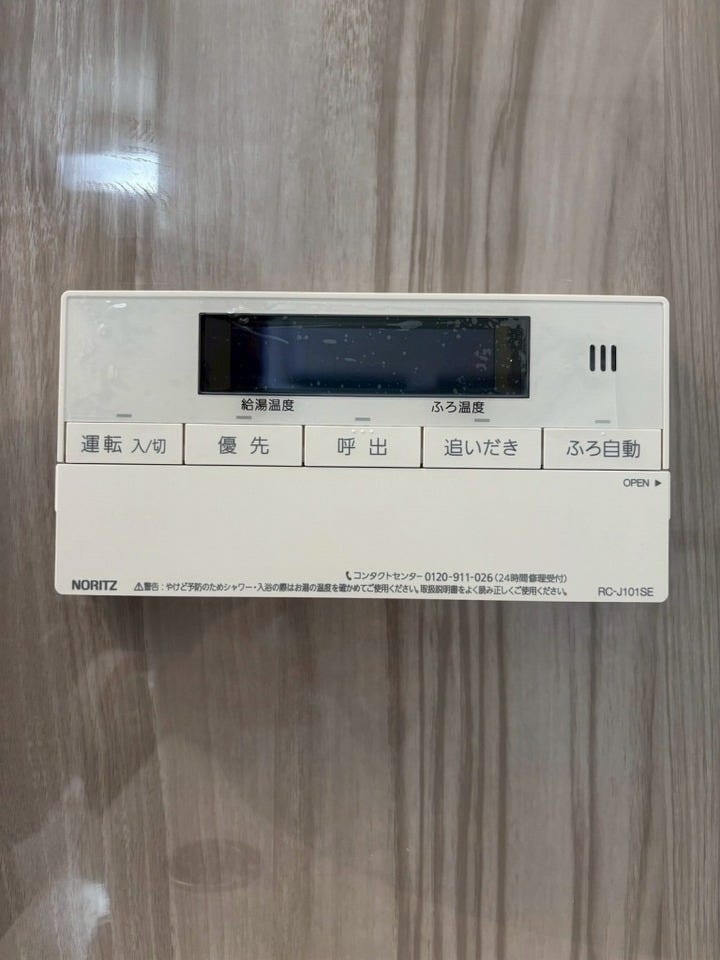 給湯温度 ふろ温度
運転 入/切 優先 呼出 追いだき ふろ自動
OPEN ▶
コンタクトセンター 0120-911-026(24時間修理受付)
NORITZ ⚠警告:やけど予防のためシャワー・入浴の際はお湯の温度を確かめてご使用ください。取扱説明書をよく読み正しくご使用ください。 RC-J101SE